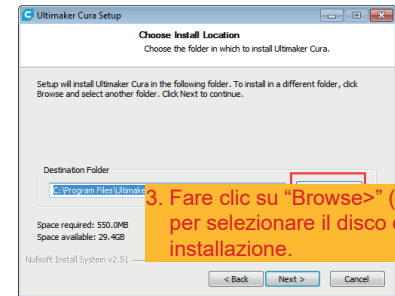 Ultimaker Cura Setup
Choose Install Location
Choose the folder in which to install Ultimaker Cura.
Setup will install Ultimaker Cura in the following folder. To install in a different folder, click
Browse and select another folder. Click Next to continue.
Destination Folder
C:\Program Files\Ultimake
3. Fare clic su “Browse>” (
per selezionare il disco
installazione.
Space required: 550.0MB
Space available: 29.4GB
Nullsoft Install System v2.51
< Back
Next >
Cancel